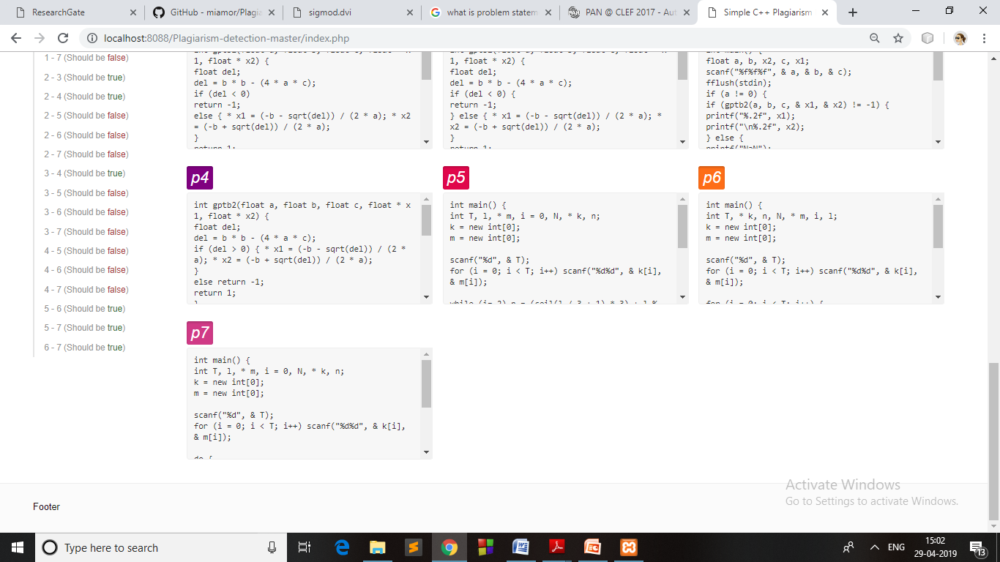 ResearchGate
GitHub - miamor/Plagia
sigmod.dvi
what is problem statem
PAN @ CLEF 2017 - Aut
Simple C++ Plagiarism
localhost:8088/Plagiarism-detection-master/index.php
1 - 7 (Should be false)
2 - 3 (Should be true)
2 - 4 (Should be true)
2 - 5 (Should be false)
2 - 6 (Should be false)
2 - 7 (Should be false)
3 - 4 (Should be true)
3 - 5 (Should be false)
3 - 6 (Should be false)
3 - 7 (Should be false)
4 - 5 (Should be false)
4 - 6 (Should be false)
4 - 7 (Should be false)
5 - 6 (Should be true)
5 - 7 (Should be true)
6 - 7 (Should be true)
1, float * x2) {
float del;
del = b * b - (4 * a * c);
if (del < 0)
return -1;
else { * x1 = (-b - sqrt(del)) / (2 * a); * x2
= (-b + sqrt(del)) / (2 * a);
}
return 1;
1, float * x2) {
float del;
del = b * b - (4 * a * c);
if (del < 0) {
return -1;
} else { * x1 = (-b - sqrt(del)) / (2 * a); *
x2 = (-b + sqrt(del)) / (2 * a);
}
return 1;
int main() {
float a, b, x2, c, x1;
scanf("%f%f%f", & a, & b, & c);
fflush(stdin);
if (a != 0) {
if (gptb2(a, b, c, & x1, & x2) != -1) {
printf("%.2f", x1);
printf("\n%.2f", x2);
} else {
printf("NaN");
p4
int gptb2(float a, float b, float c, float * x
1, float * x2) {
float del;
del = b * b - (4 * a * c);
if (del > 0) { * x1 = (-b - sqrt(del)) / (2 *
a); * x2 = (-b + sqrt(del)) / (2 * a);
}
else return -1;
return 1;
}
p5
int main() {
int T, l, * m, i = 0, N, * k, n;
k = new int[0];
m = new int[0];
scanf("%d", & T);
for (i = 0; i < T; i++) scanf("%d%d", & k[i],
& m[i]);
p6
int main() {
int T, * k, n, N, * m, i, l;
k = new int[0];
m = new int[0];
scanf("%d", & T);
for (i = 0; i < T; i++) scanf("%d%d", & k[i],
& m[i]);
for (i = 0; i < T; i++) {
p7
int main() {
int T, l, * m, i = 0, N, * k, n;
k = new int[0];
m = new int[0];
scanf("%d", & T);
for (i = 0; i < T; i++) scanf("%d%d", & k[i],
& m[i]);
do {
Activate Windows
Go to Settings to activate Windows.
Footer
Type here to search
ENG
15:02
29-04-2019
13